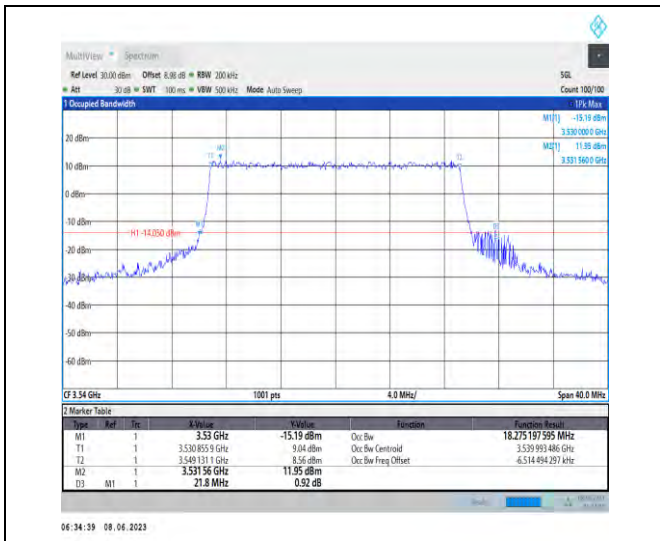 MultiView Spectrum
Ref Level 30.00 dBm Offset 8.98 dB RBW 200 kHz SGL
Att 30 dB SWT 100 ms VBW 500 kHz Mode Auto Sweep Count 100/100
1 Occupied Bandwidth 1Pk Max
M1[1] -15.19 dBm
3.530 000 0 GHz
M2[1] 11.95 dBm
3.531 560 0 GHz
20 dBm
M2
T1 T2
10 dBm
0 dBm
-10 dBm
H1 -14.050 dBm
-20 dBm
-30 dBm
-40 dBm
-50 dBm
-60 dBm
CF 3.54 GHz 1001 pts 4.0 MHz/ Span 40.0 MHz
2 Marker Table
Type Ref Trc X-Value Y-Value Function Function Result
M1 1 3.53 GHz -15.19 dBm Occ Bw 18.275 197 595 MHz
T1 1 3.530 855 9 GHz 9.04 dBm Occ Bw Centroid 3.539 993 486 GHz
T2 1 3.549 131 1 GHz 8.56 dBm Occ Bw Freq Offset -6.514 494 297 kHz
M2 1 3.531 56 GHz 11.95 dBm
D3 M1 1 21.8 MHz 0.92 dB
06:34:39 08.06.2023